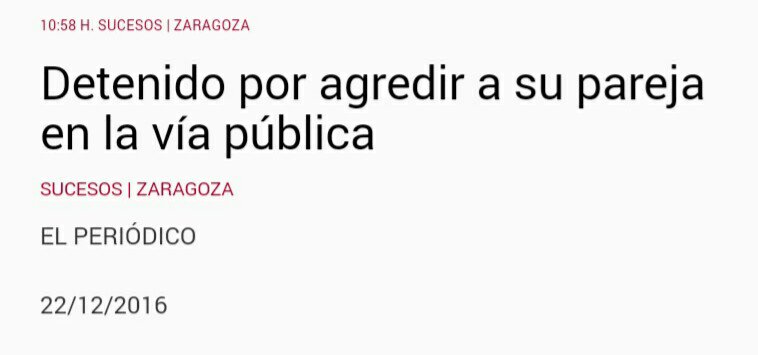 10:58 H. SUCESOS | ZARAGOZA
Detenido por agredir a su pareja
en la vía pública
SUCESOS | ZARAGOZA
EL PERIÓDICO
22/12/2016